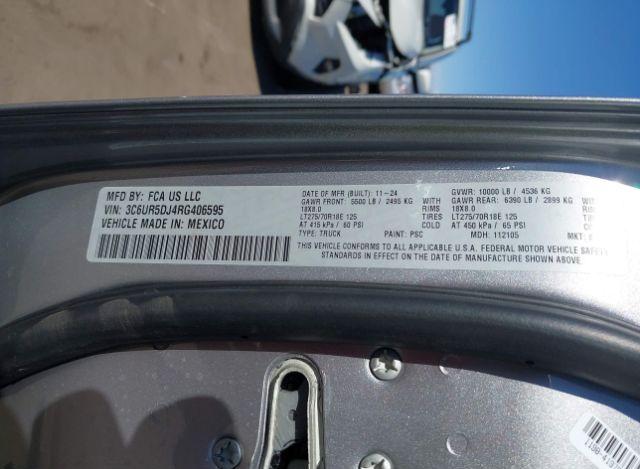 MFD BY: FCA US LLC
VIN: 3C6UR5DJ4RG406595
VEHICLE MADE IN: MEXICO
DATE OF MFR (BUILT): 11-24 GVWR: 10000 LB / 4536 KG
GAWR FRONT: 5500 LB / 2495 KG WITH GAWR REAR: 6390 LB / 2899 KG
18X8.0 RIMS 18X8.0
LT275/70R18E 125 TIRES LT275/70R18E 125
AT 415 kPa / 60 PSI COLD AT 450 kPa / 65 PSI
TYPE: TRUCK PAINT: PSC MDH: 112105 MKT:
THIS VEHICLE CONFORMS TO ALL APPLICABLE U.S.A. FEDERAL MOTOR VEHICLE SAFETY
STANDARDS IN EFFECT ON THE DATE OF MANUFACTURE SHOWN ABOVE.